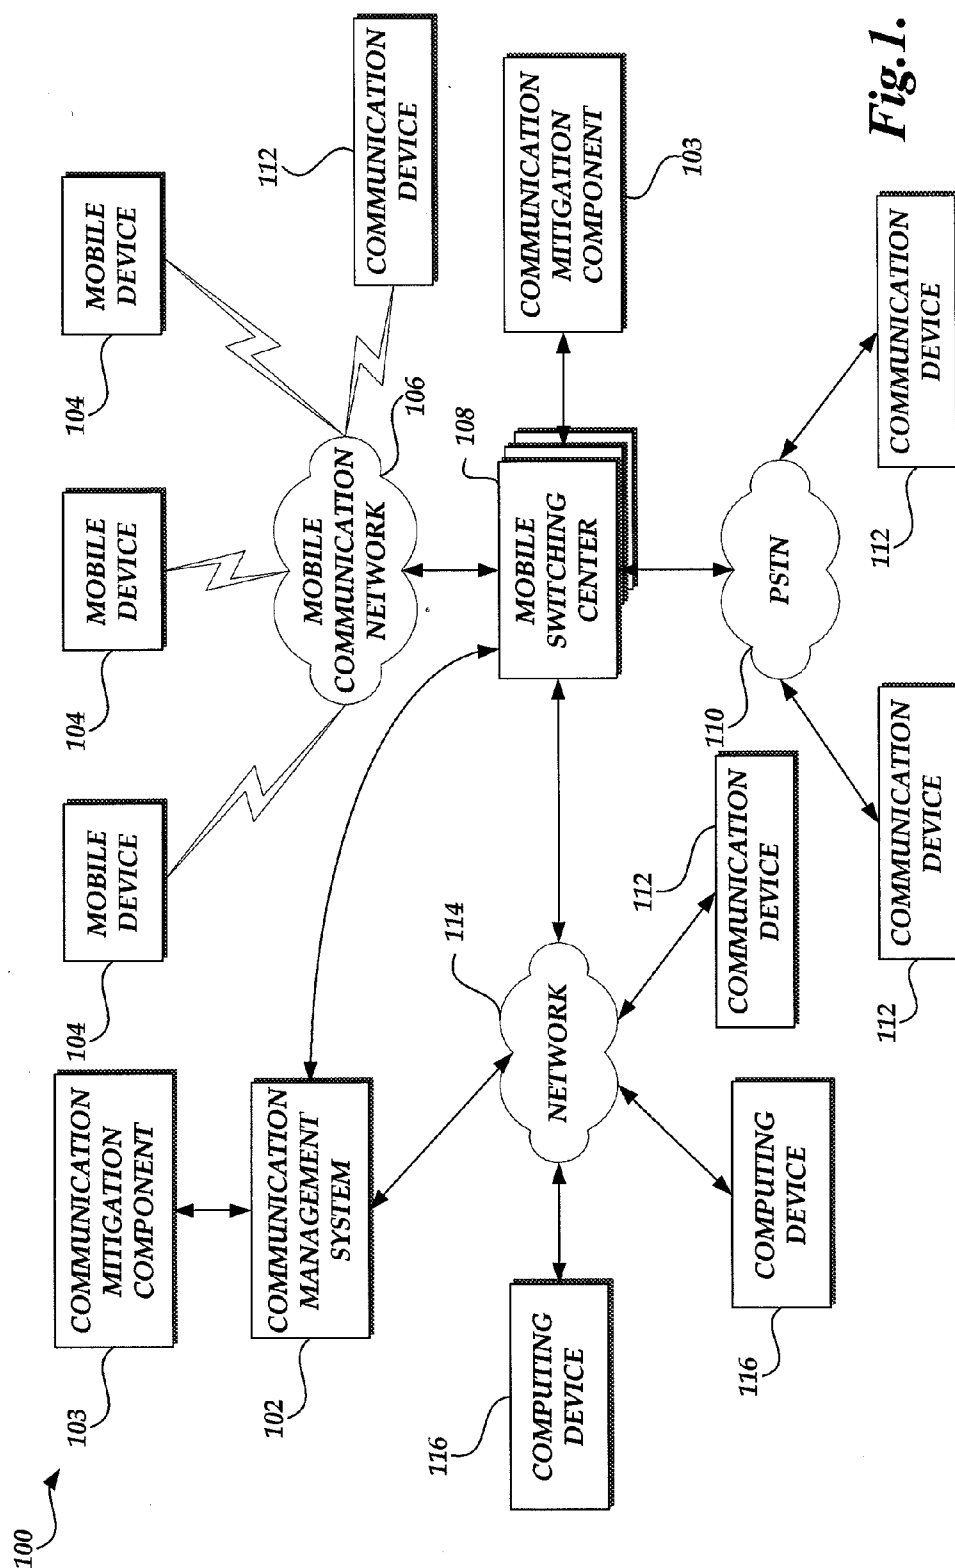 100
103
COMMUNICATION
MITIGATION
COMPONENT
104
MOBILE
DEVICE
104
MOBILE
DEVICE
104
MOBILE
DEVICE
102
COMMUNICATION
MANAGEMENT
SYSTEM
MOBILE
COMMUNICATION
NETWORK
106
112
COMMUNICATION
DEVICE
116
COMPUTING
DEVICE
114
NETWORK
108
MOBILE
SWITCHING
CENTER
COMMUNICATION
MITIGATION
COMPONENT
103
116
COMPUTING
DEVICE
112
COMMUNICATION
DEVICE
110
PSTN
112
COMMUNICATION
DEVICE
112
COMMUNICATION
DEVICE
Fig.1.